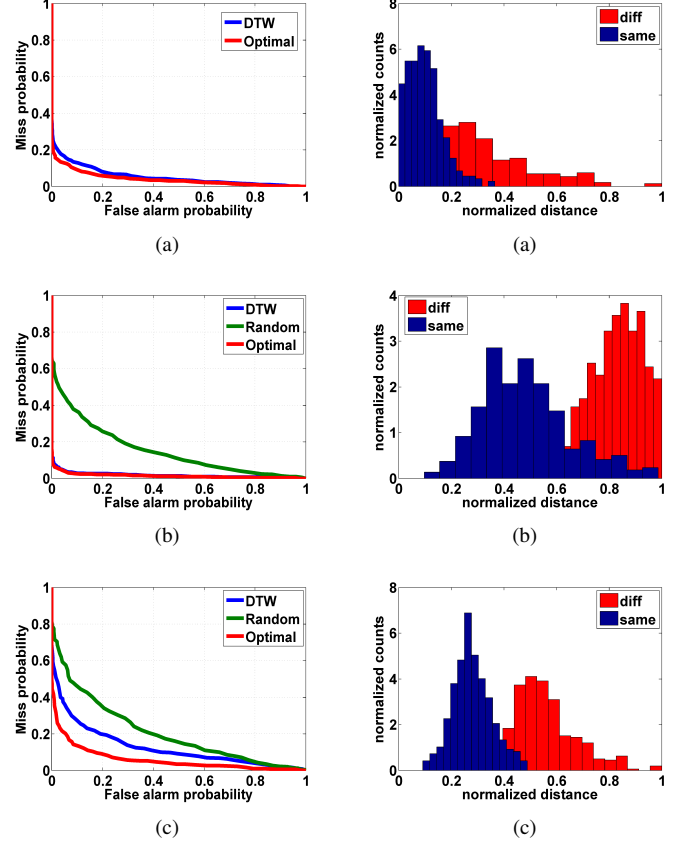 1
0.8
0.6
0.4
0.2
0
0.2 0.4 0.6 0.8 1
Miss probability
False alarm probability
DTW
Optimal
(a)
8
6
4
2
0
0 0.2 0.4 0.6 0.8 1
normalized counts
normalized distance
diff
same
(a)
1
0.8
0.6
0.4
0.2
0
0.2 0.4 0.6 0.8 1
Miss probability
False alarm probability
DTW
Random
Optimal
(b)
4
3
2
1
0
0 0.2 0.4 0.6 0.8 1
normalized counts
normalized distance
diff
same
(b)
1
0.8
0.6
0.4
0.2
0
0.2 0.4 0.6 0.8 1
Miss probability
False alarm probability
DTW
Random
Optimal
(c)
8
6
4
2
0
0 0.2 0.4 0.6 0.8 1
normalized counts
normalized distance
diff
same
(c)